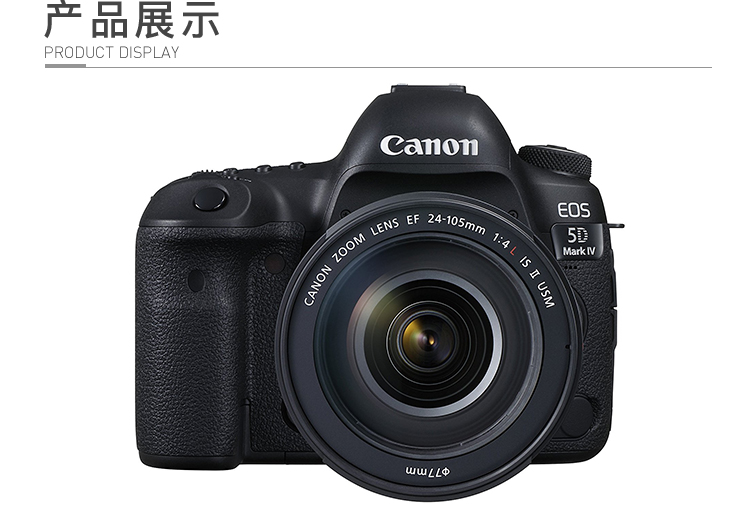 产品展示
PRODUCT DISPLAY
Canon
CANON ZOOM LENS EF 24-105mm 1:4 L IS II USM
EOS
5D
Mark IV
Φ77mm